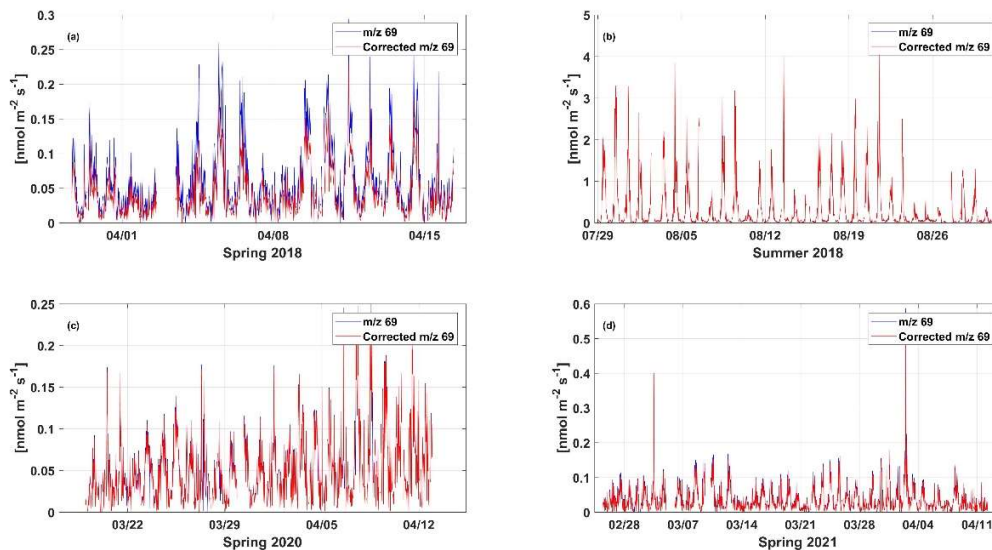 (a)
m/z 69
Corrected m/z 69
[nmol m-2 s-1]
0.3
0.25
0.2
0.15
0.1
0.05
0
04/01 04/08 04/15
Spring 2018
(b)
m/z 69
Corrected m/z 69
[nmol m-2 s-1]
5
4
3
2
1
0
07/29 08/05 08/12 08/19 08/26
Summer 2018
(c)
m/z 69
Corrected m/z 69
[nmol m-2 s-1]
0.25
0.2
0.15
0.1
0.05
0
03/22 03/29 04/05 04/12
Spring 2020
(d)
m/z 69
Corrected m/z 69
[nmol m-2 s-1]
0.6
0.5
0.4
0.3
0.2
0.1
0
02/28 03/07 03/14 03/21 03/28 04/04 04/11
Spring 2021